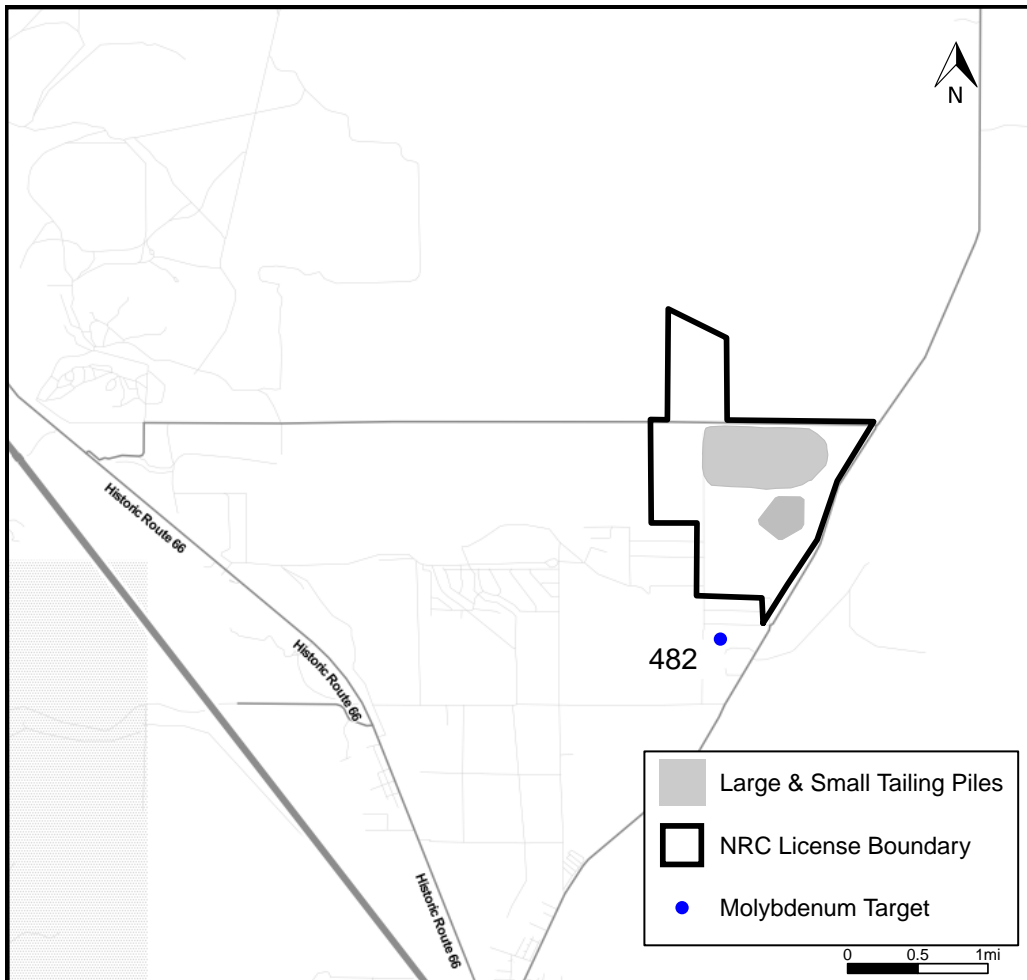 N
Historic Route 66
Historic Route 66
482
Historic Route 66
Large & Small Tailing Piles
NRC License Boundary
Molybdenum Target
0 0.5 1mi